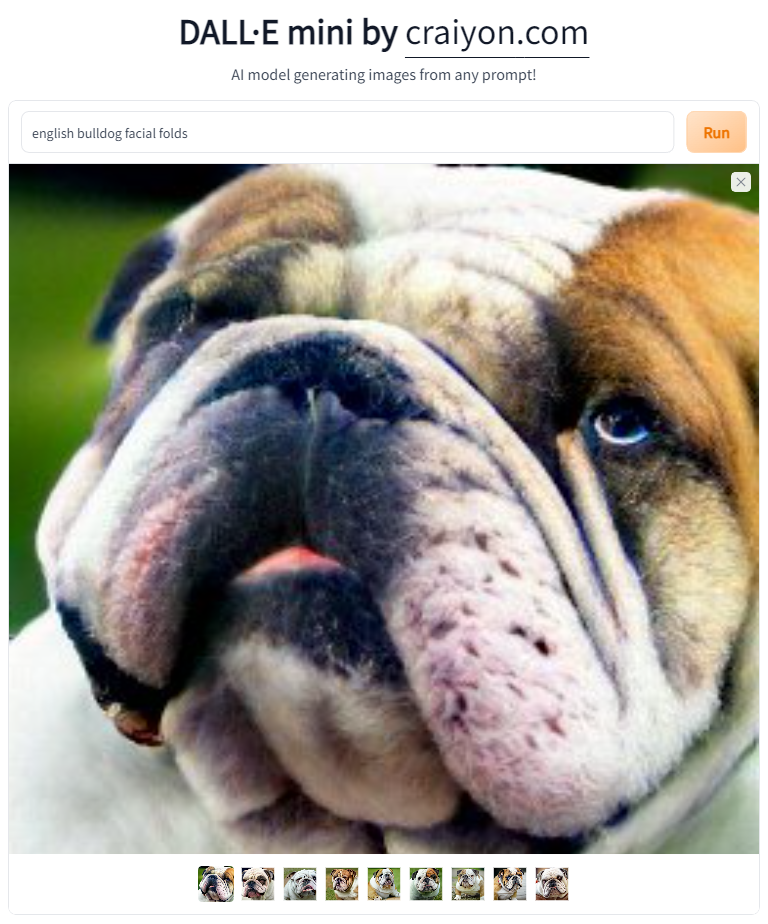 DALL·E mini by craiyon.com
AI model generating images from any prompt!
english bulldog facial folds
Run